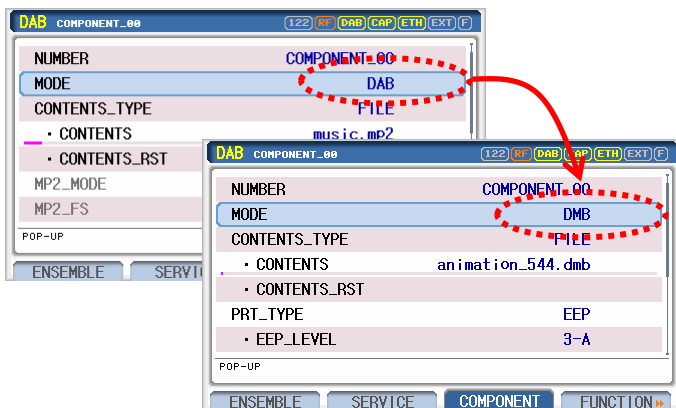 DAB COMPONENT_00 122 RF DAB CAP ETH EXT F
NUMBER COMPONENT_00
MODE DAB
CONTENTS_TYPE FILE
· CONTENTS music.mp2
· CONTENTS_RST
MP2_MODE
MP2_FS
POP-UP
ENSEMBLE SERVI
DAB COMPONENT_00 122 RF DAB CAP ETH EXT F
NUMBER COMPONENT_00
MODE DMB
CONTENTS_TYPE FILE
· CONTENTS animation_544.dmb
· CONTENTS_RST
PRT_TYPE EEP
· EEP_LEVEL 3-A
POP-UP
ENSEMBLE SERVICE COMPONENT FUNCTION